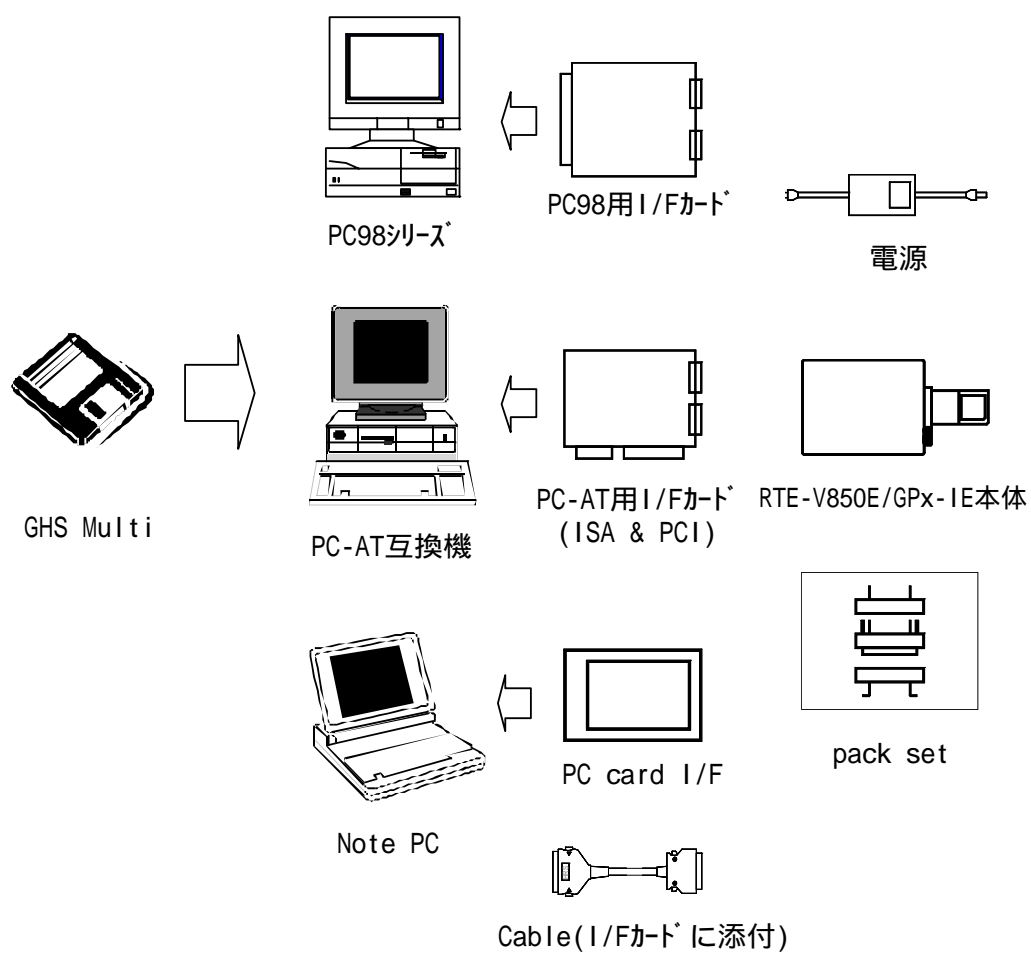 PC98シリーズ
PC98用I/Fカード
電源
GHS Multi
PC-AT互換機
PC-AT用I/Fカード
(ISA & PCI)
RTE-V850E/GPx-IE本体
Note PC
PC card I/F
pack set
Cable(I/Fカードに添付)